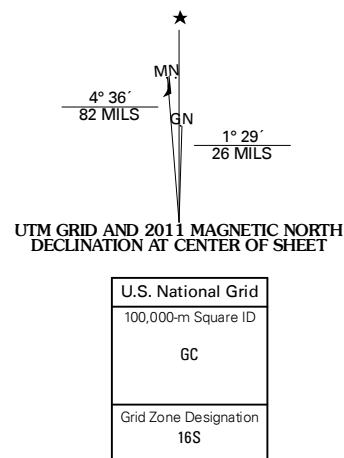 ★
MN
4° 36´
82 MILS
GN
1° 29´
26 MILS
UTM GRID AND 2011 MAGNETIC NORTH
DECLINATION AT CENTER OF SHEET
U.S. National Grid
100,000-m Square ID
GC
Grid Zone Designation
16S